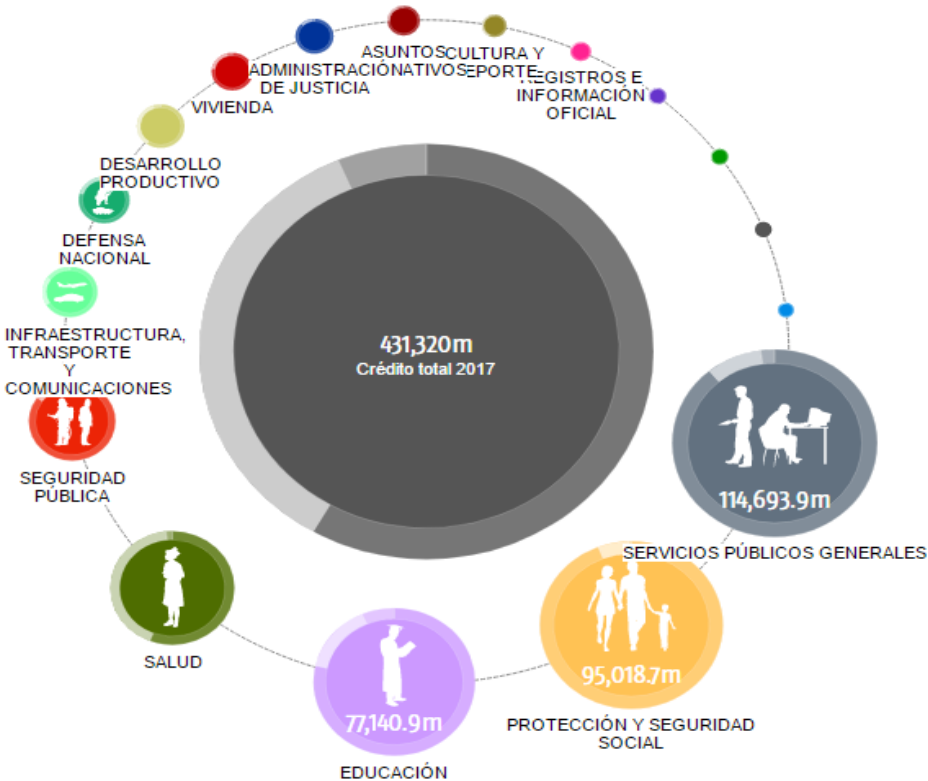 ASUNTOS
NATIVOS
CULTURA Y
EPORTE
ADMINISTRACIÓN
DE JUSTICIA
REGISTROS E
INFORMACIÓN
OFICIAL
VIVIENDA
DESARROLLO
PRODUCTIVO
DEFENSA
NACIONAL
INFRAESTRUCTURA,
TRANSPORTE
Y
COMUNICACIONES
431,320m
Crédito total 2017
SEGURIDAD
PÚBLICA
114,693.9m
SERVICIOS PÚBLICOS GENERALES
SALUD
95,018.7m
PROTECCIÓN Y SEGURIDAD
SOCIAL
77,140.9m
EDUCACIÓN